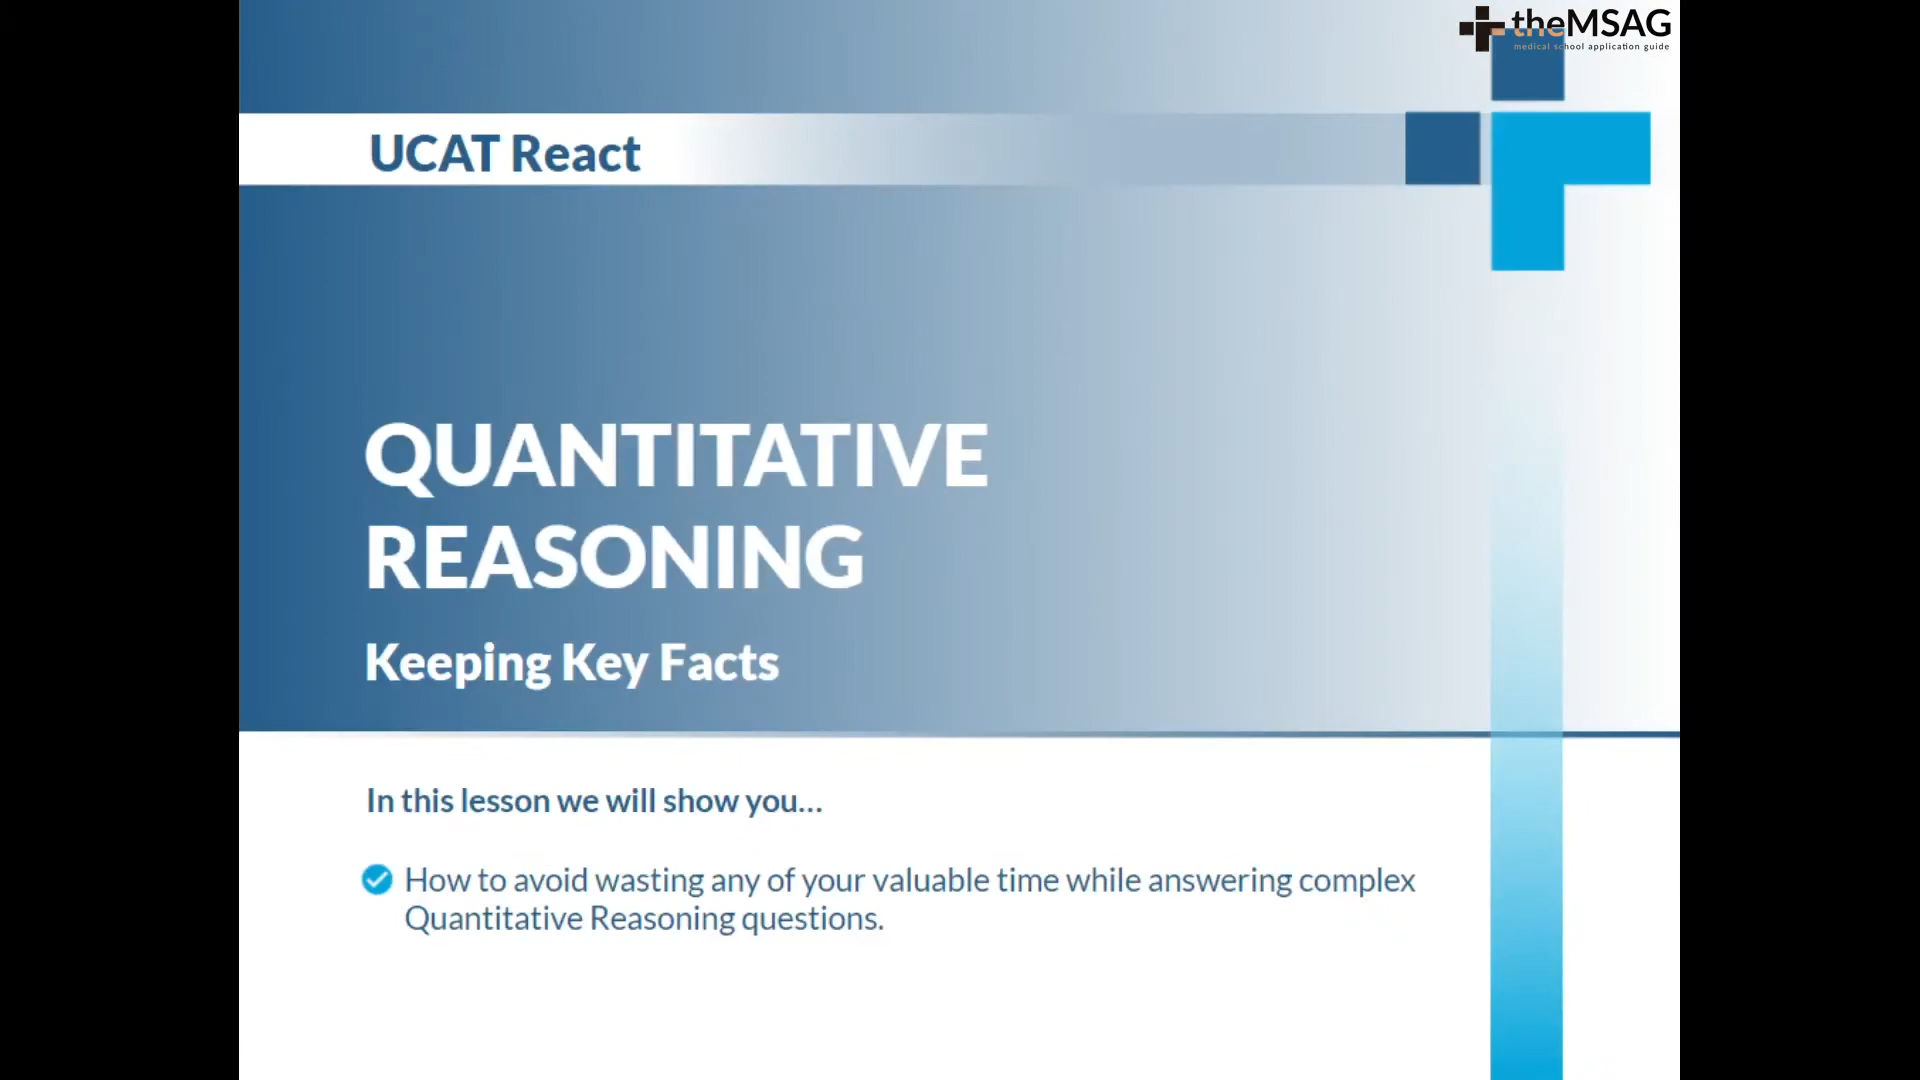 theMSAG
medical school application guide
UCAT React
QUANTITATIVE
REASONING
Keeping Key Facts
In this lesson we will show you...
How to avoid wasting any of your valuable time while answering complex
Quantitative Reasoning questions.